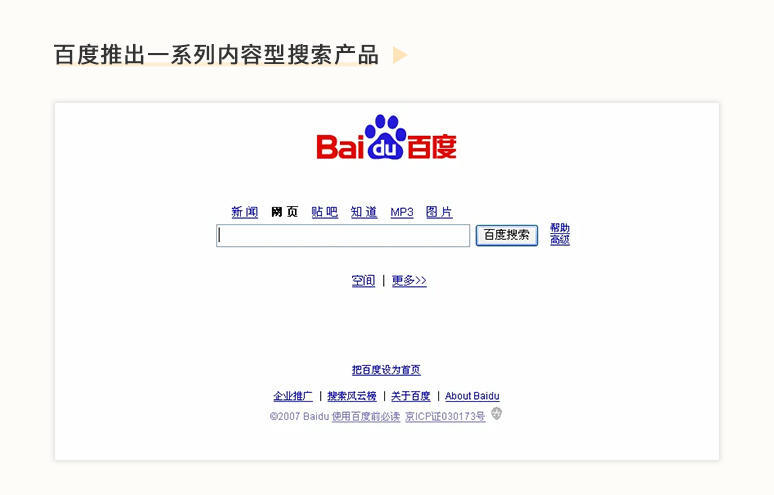 百度推出一系列内容型搜索产品
Bai du 百度
新闻 网页 贴吧 知道 MP3 图片
百度搜索
帮助
高级
空间 | 更多>>
把百度设为首页
企业推广 | 搜索风云榜 | 关于百度 | About Baidu
©2007 Baidu 使用百度前必读 京ICP证030173号